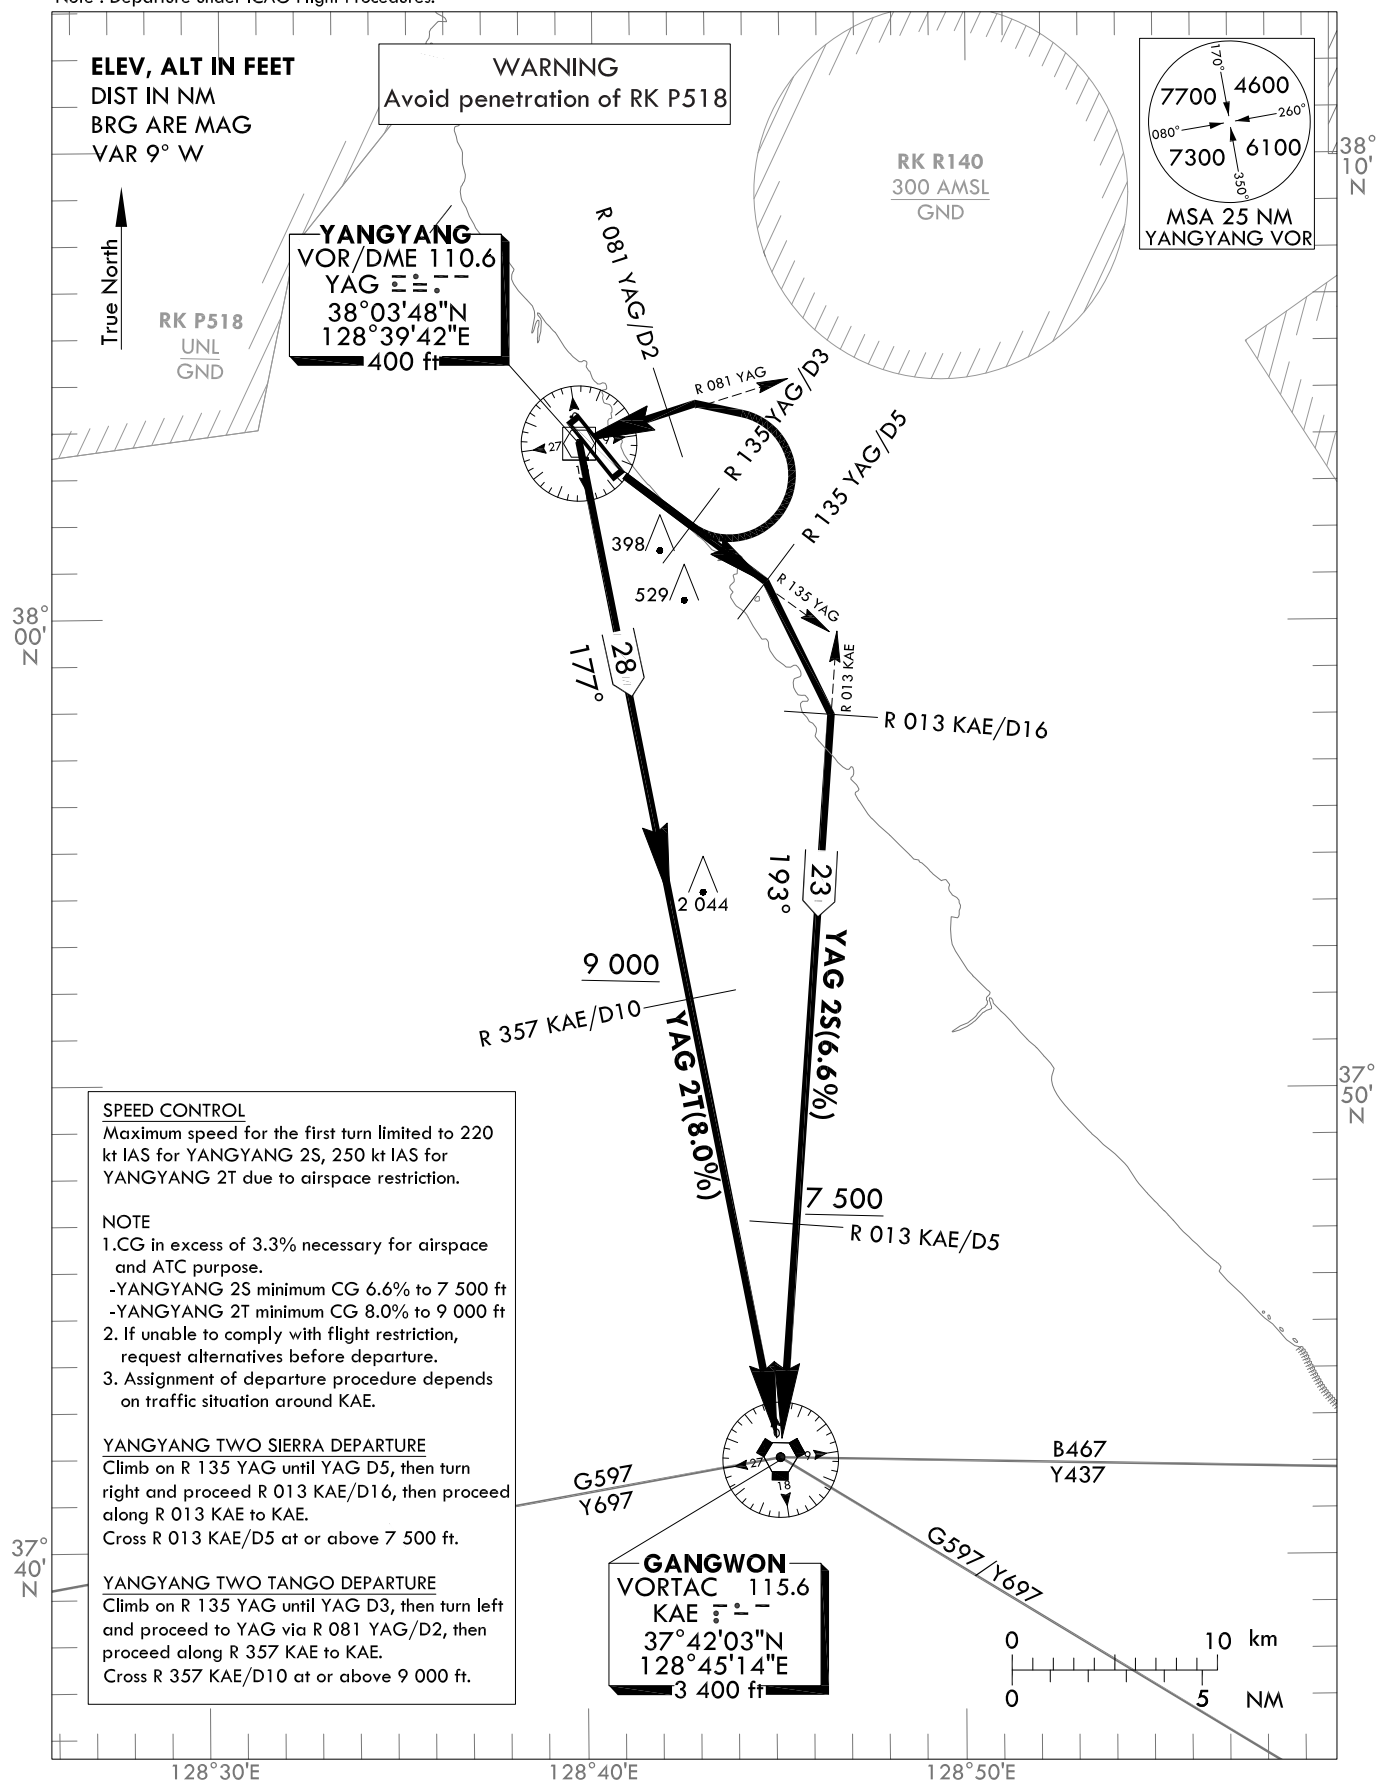 Note : Departure under ICAO Flight Procedures.
ELEV, ALT IN FEET
DIST IN NM
BRG ARE MAG
VAR 9° W
True North
WARNING
Avoid penetration of RK P518
RK R140
300 AMSL
GND
170°
7700
4600
260°
080°
7300
6100
350°
MSA 25 NM
YANGYANG VOR
38°
10'
N
RK P518
UNL
GND
YANGYANG
VOR/DME 110.6
YAG
38°03'48"N
128°39'42"E
400 ft
R 081 YAG/D2
R 081 YAG
R 135 YAG/D3
R 135 YAG/D5
27
9
398
529
R 135 YAG
R 013 KAE
38°
00'
N
28
177°
R 013 KAE/D16
23
193°
2 044
9 000
R 357 KAE/D10
YAG 2T(8.0%)
YAG 2S(6.6%)
37°
50'
N
7 500
R 013 KAE/D5
SPEED CONTROL
Maximum speed for the first turn limited to 220
kt IAS for YANGYANG 2S, 250 kt IAS for
YANGYANG 2T due to airspace restriction.
NOTE
1.CG in excess of 3.3% necessary for airspace
and ATC purpose.
-YANGYANG 2S minimum CG 6.6% to 7 500 ft
-YANGYANG 2T minimum CG 8.0% to 9 000 ft
2. If unable to comply with flight restriction,
request alternatives before departure.
3. Assignment of departure procedure depends
on traffic situation around KAE.
YANGYANG TWO SIERRA DEPARTURE
Climb on R 135 YAG until YAG D5, then turn
right and proceed R 013 KAE/D16, then proceed
along R 013 KAE to KAE.
Cross R 013 KAE/D5 at or above 7 500 ft.
YANGYANG TWO TANGO DEPARTURE
Climb on R 135 YAG until YAG D3, then turn left
and proceed to YAG via R 081 YAG/D2, then
proceed along R 357 KAE to KAE.
Cross R 357 KAE/D10 at or above 9 000 ft.
27
9
18
G597
Y697
B467
Y437
G597/Y697
37°
40'
N
GANGWON
VORTAC 115.6
KAE
37°42'03"N
128°45'14"E
3 400 ft
0 10 km
0 5 NM
128°30'E
128°40'E
128°50'E